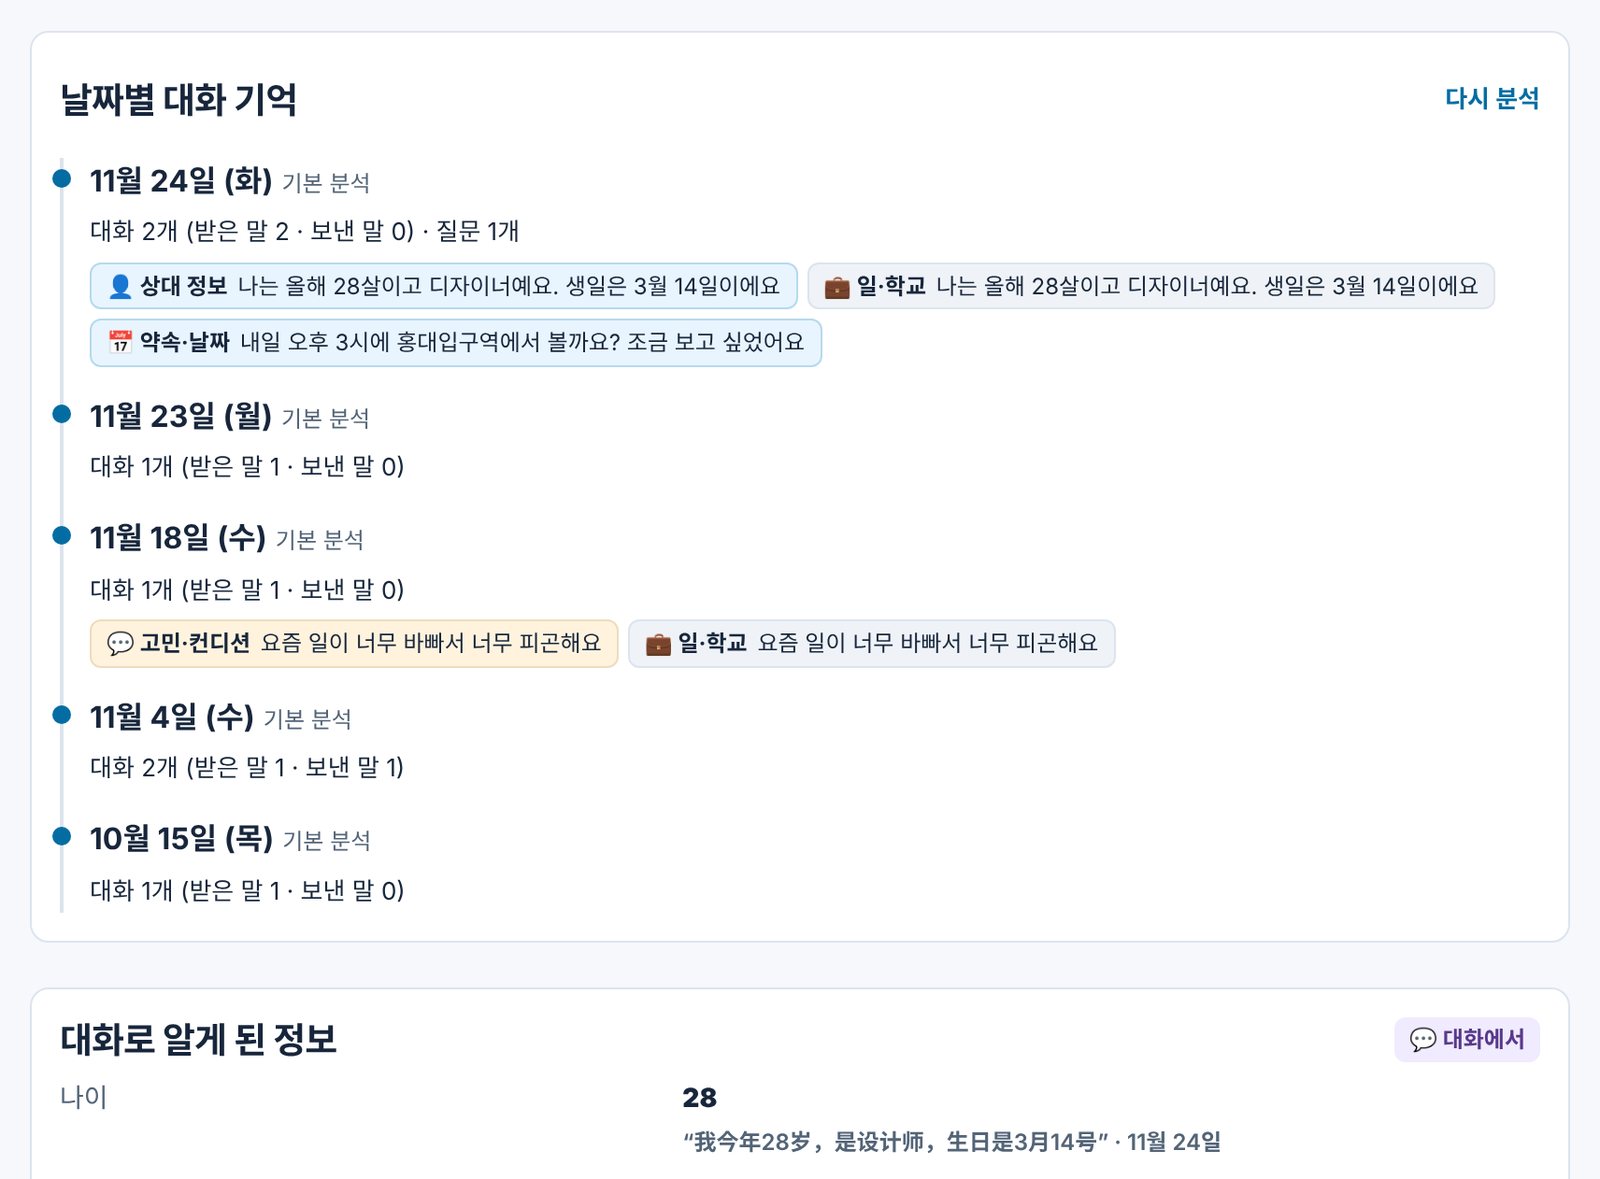 날짜별 대화 기억
다시 분석
11월 24일 (화) 기본 분석
대화 2개 (받은 말 2 · 보낸 말 0) · 질문 1개
👤 상대 정보 나는 올해 28살이고 디자이너예요. 생일은 3월 14일이에요
💼 일·학교 나는 올해 28살이고 디자이너예요. 생일은 3월 14일이에요
📅 약속·날짜 내일 오후 3시에 홍대입구역에서 볼까요? 조금 보고 싶었어요
11월 23일 (월) 기본 분석
대화 1개 (받은 말 1 · 보낸 말 0)
11월 18일 (수) 기본 분석
대화 1개 (받은 말 1 · 보낸 말 0)
💬 고민·컨디션 요즘 일이 너무 바빠서 너무 피곤해요
💼 일·학교 요즘 일이 너무 바빠서 너무 피곤해요
11월 4일 (수) 기본 분석
대화 2개 (받은 말 1 · 보낸 말 1)
10월 15일 (목) 기본 분석
대화 1개 (받은 말 1 · 보낸 말 0)
대화로 알게 된 정보
💬 대화에서
나이
28
“我今年28岁，是设计师，生日是3月14号” · 11월 24일